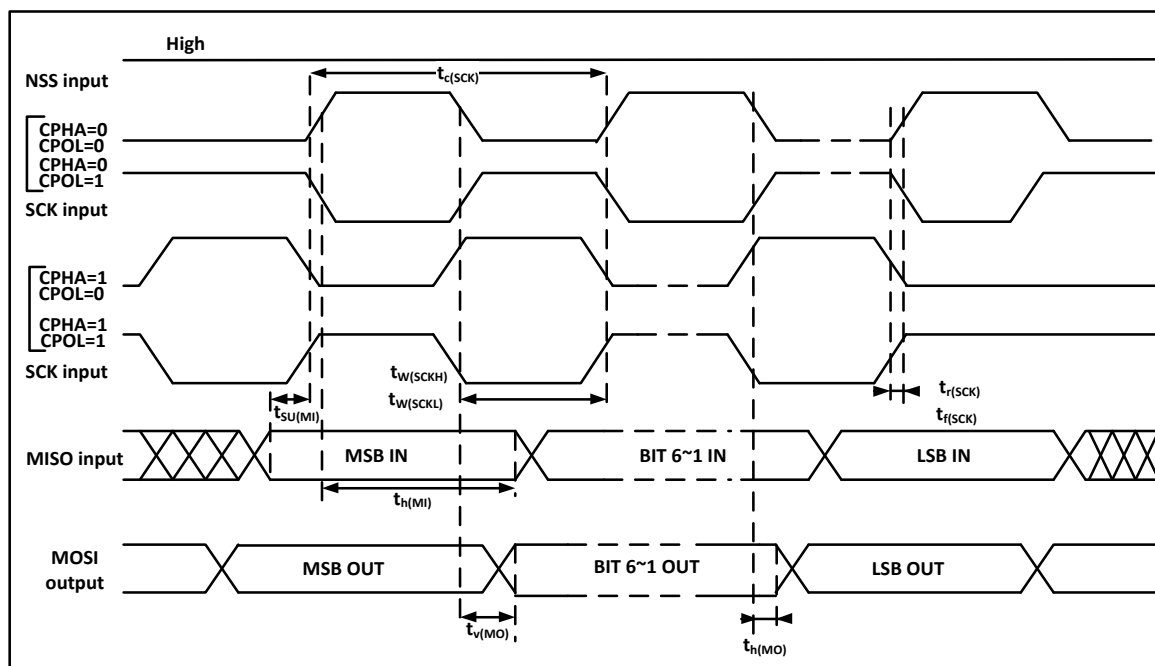 High
NSS input
tc(SCK)
CPHA=0
CPOL=0
CPHA=0
CPOL=1
SCK input
CPHA=1
CPOL=0
CPHA=1
CPOL=1
SCK input
tW(SCKH)
tW(SCKL)
tr(SCK)
tf(SCK)
tSU(MI)
MISO input
MSB IN
BIT 6~1 IN
LSB IN
th(MI)
MOSI
output
MSB OUT
BIT 6~1 OUT
LSB OUT
tv(MO)
th(MO)